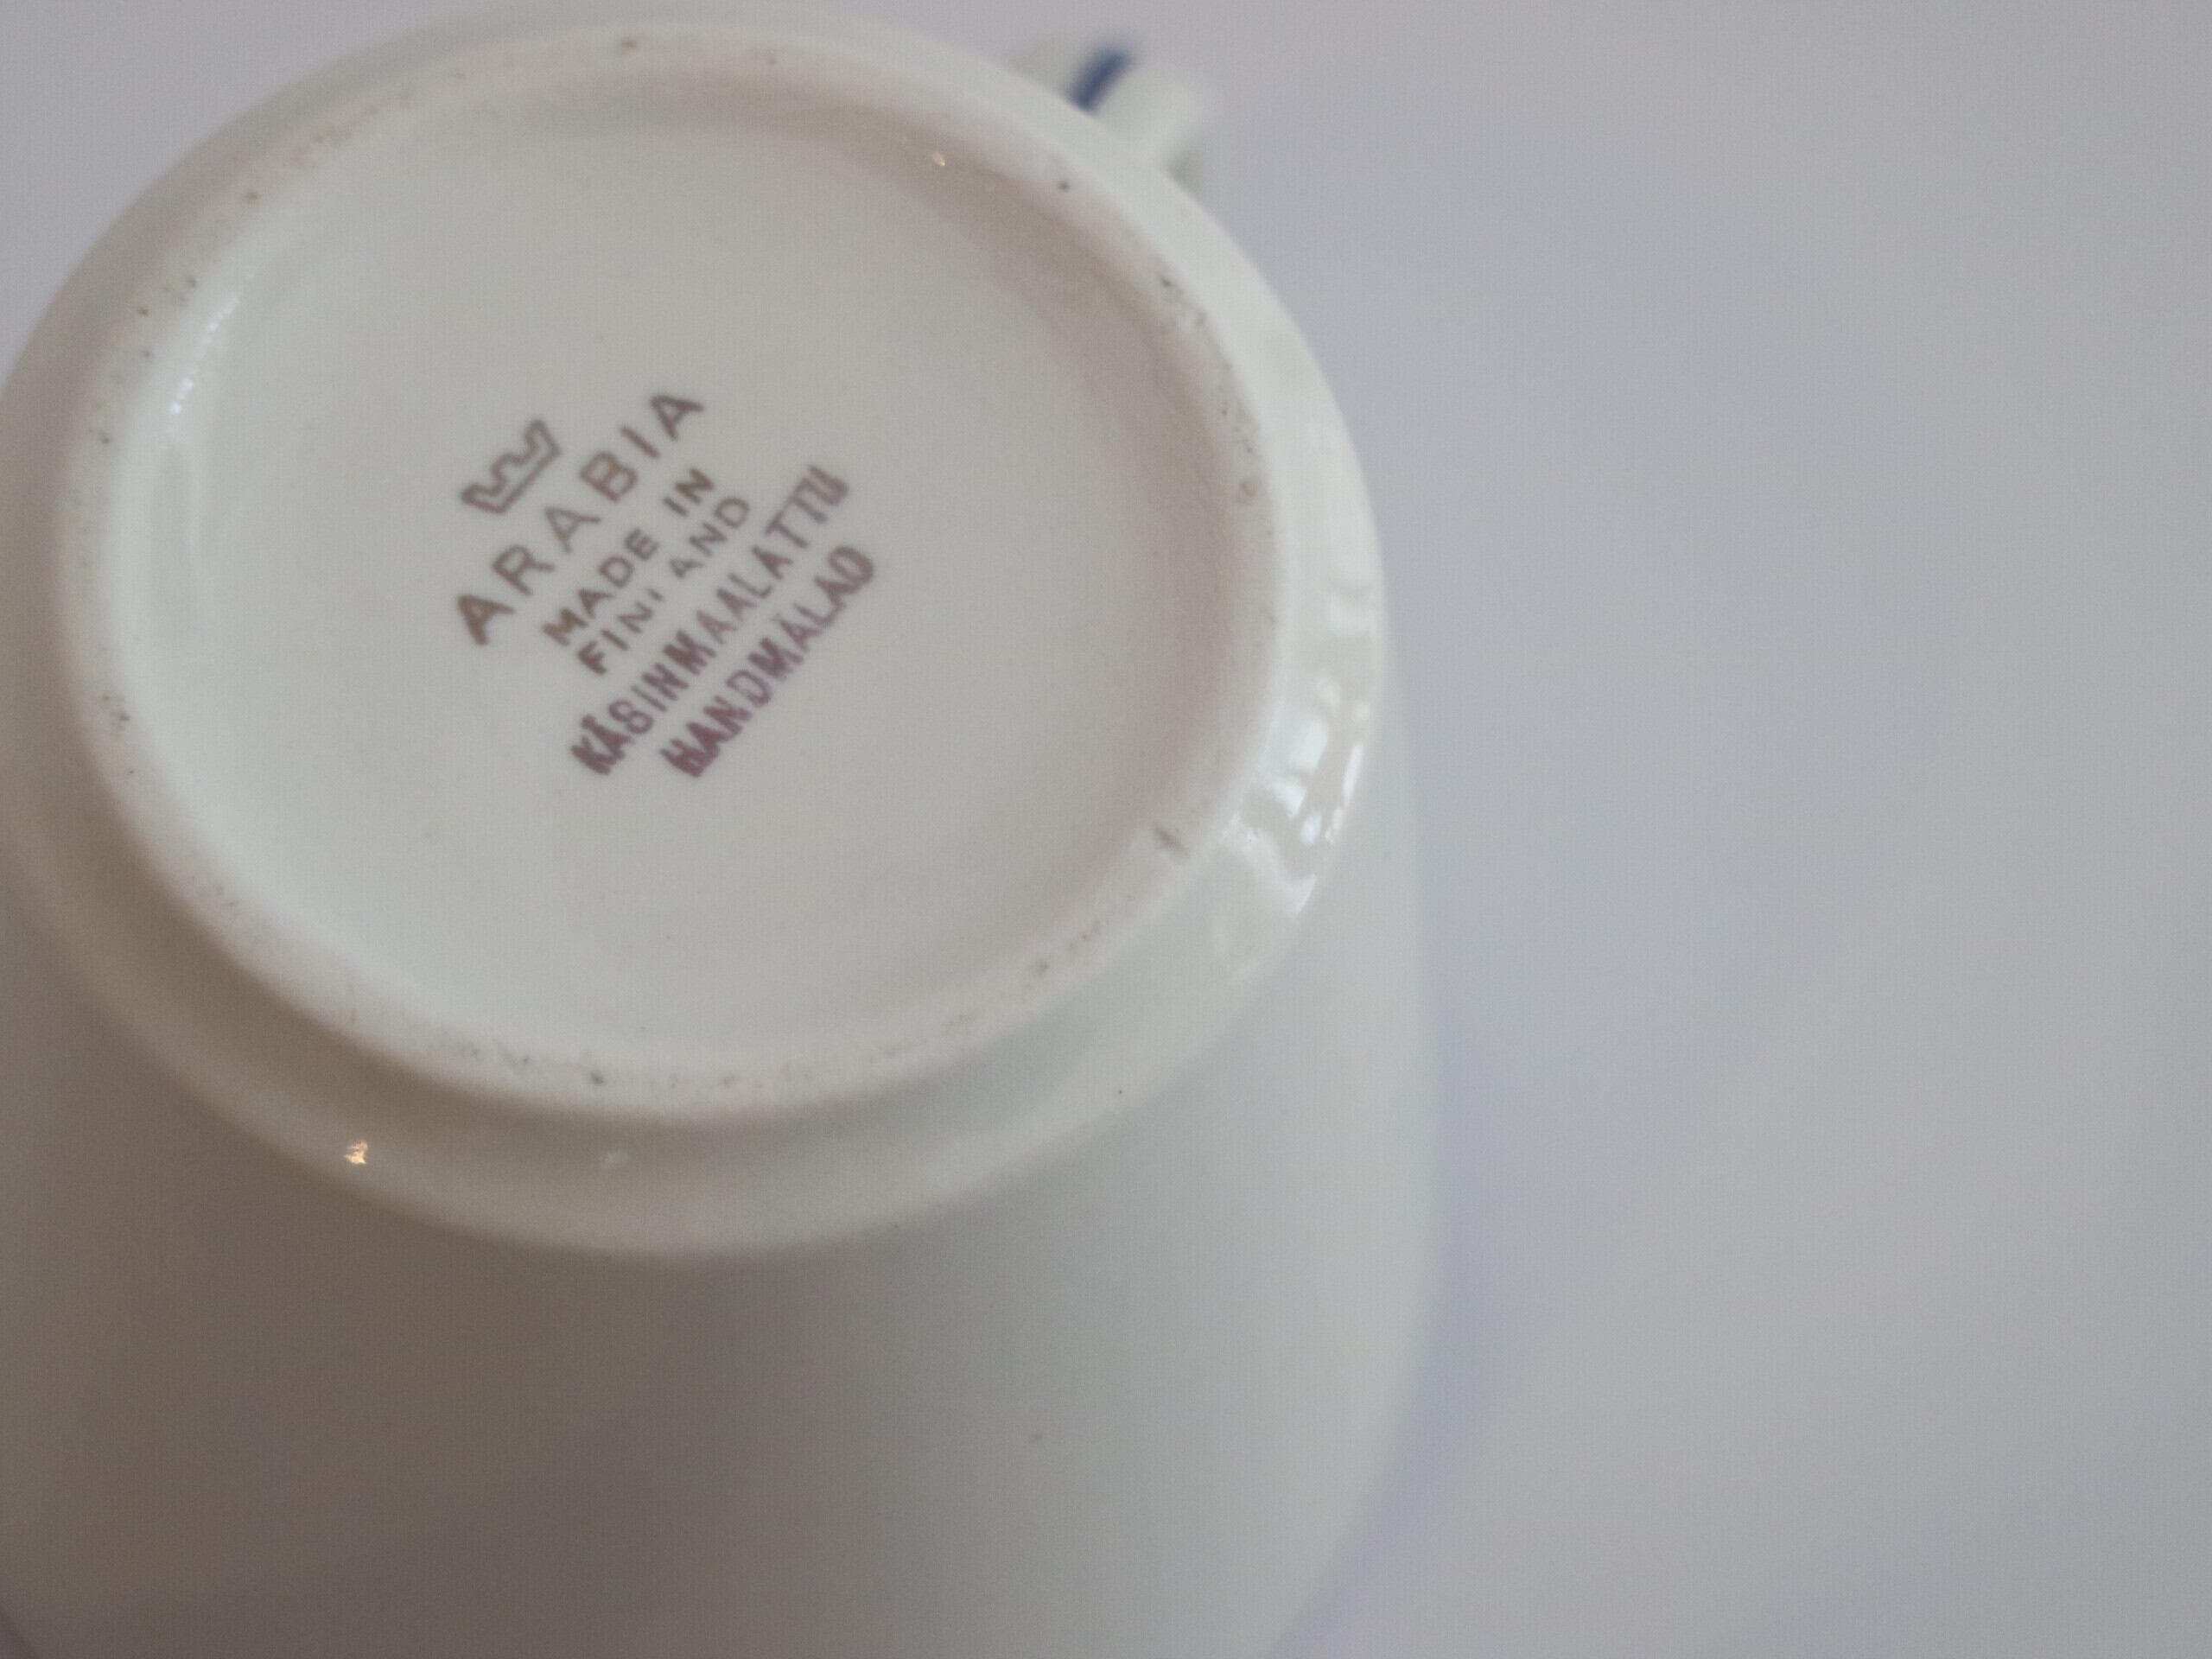 ARABIA
MADE IN
FINLAND
KÄSINMAALATTU
HANDMÅLAD